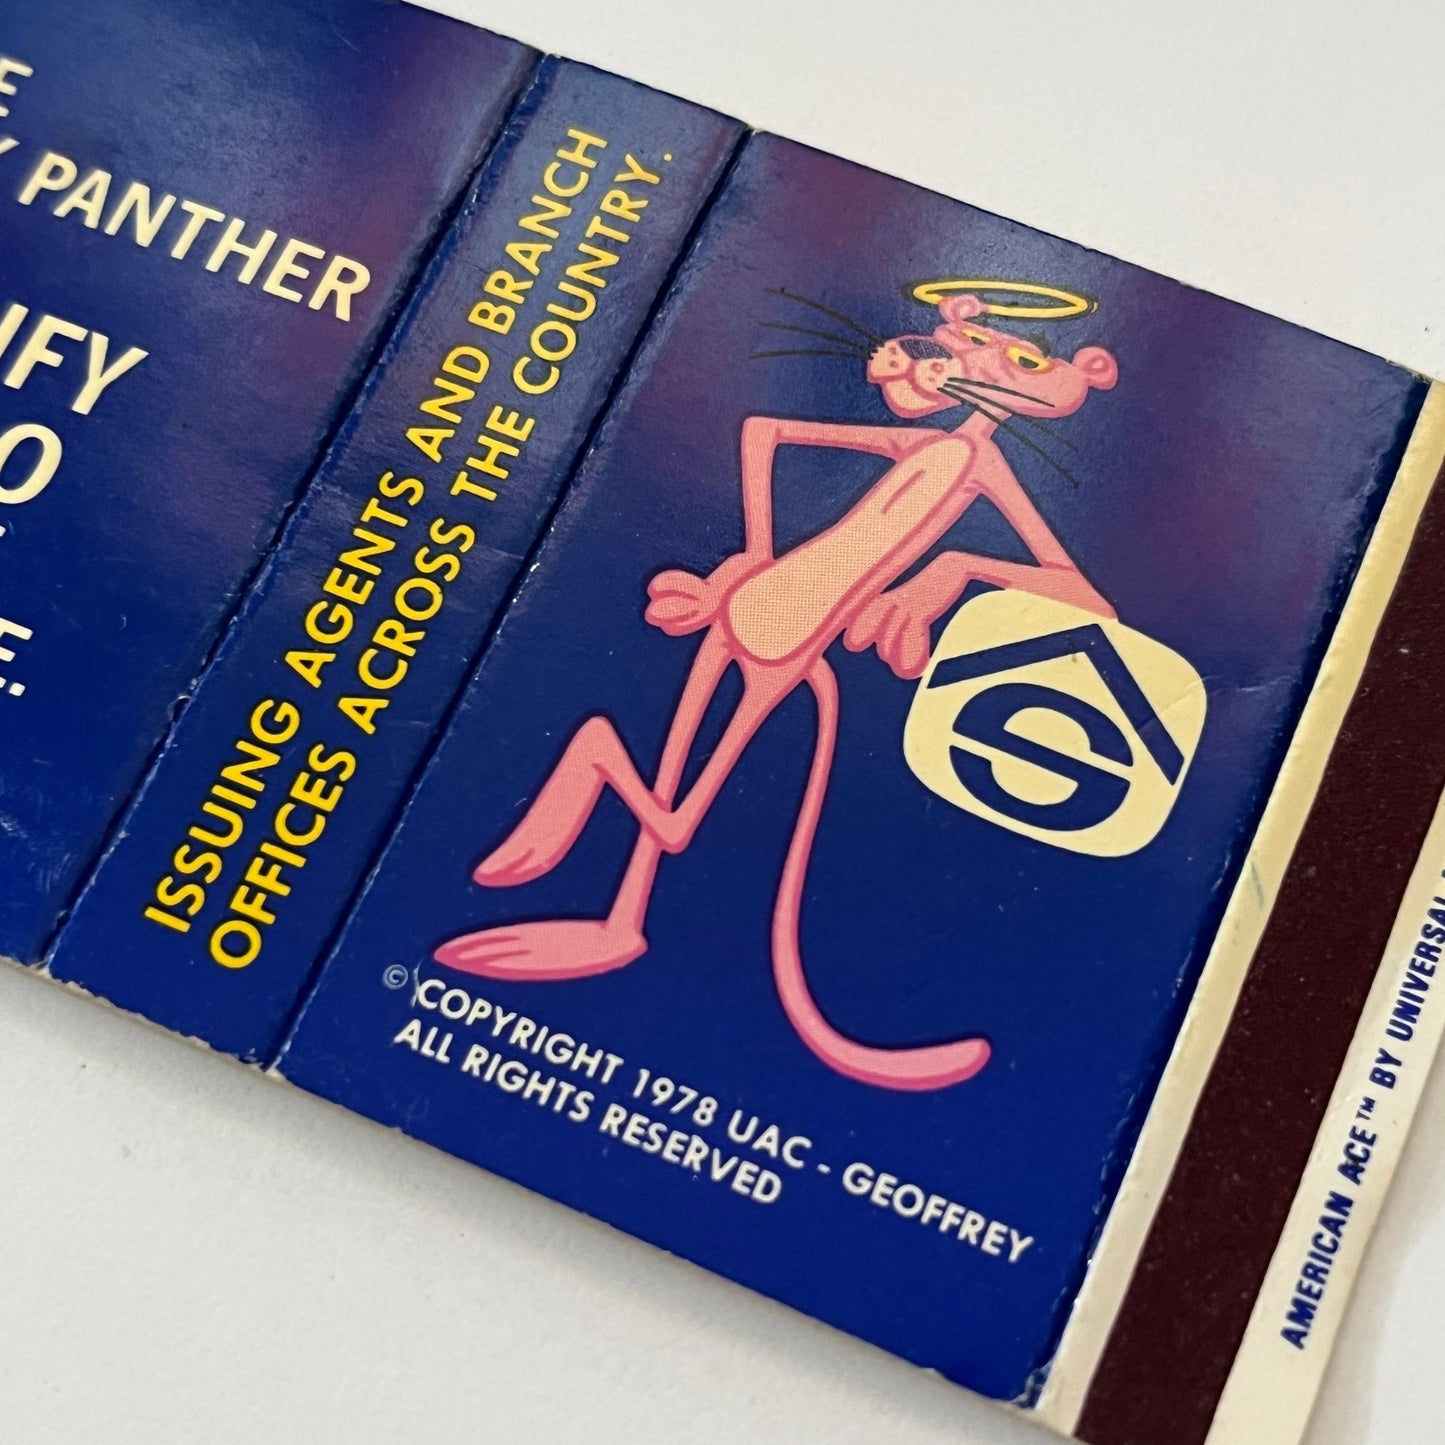 PANTHER
ISSUING AGENTS AND BRANCH
OFFICES ACROSS THE COUNTRY.
S
© COPYRIGHT 1978 UAC - GEOFFREY
ALL RIGHTS RESERVED
AMERICAN ACE™ BY UNIVERSAL